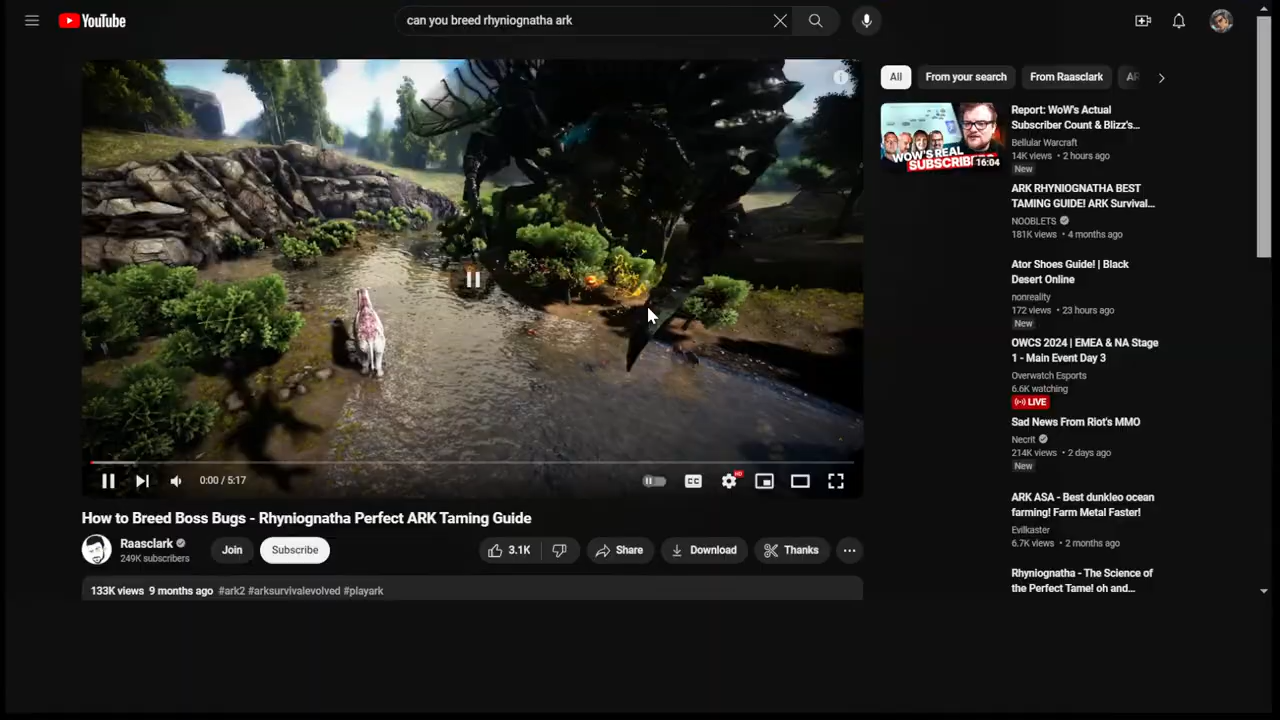 YouTube
can you breed rhyniognatha ark
All
From your search
From Raasclark
WOW'S REAL
SUBSCRIBERS
16:04
Report: WoW's Actual
Subscriber Count & Blizz's...
Bellular Warcraft
14K views • 2 hours ago
New
ARK RHYNIOGNATHA BEST
TAMING GUIDE! ARK Survival...
NOOBLETS
181K views • 4 months ago
Ator Shoes Guide! | Black
Desert Online
nonreality
172 views • 23 hours ago
New
OWCS 2024 | EMEA & NA Stage
1 - Main Event Day 3
Overwatch Esports
6.6K watching
LIVE
Sad News From Riot's MMO
Necrit
214K views • 2 days ago
New
ARK ASA - Best dunkleo ocean
farming! Farm Metal Faster!
Evilkaster
6.7K views • 2 months ago
Rhyniognatha - The Science of
the Perfect Tame! oh and...
0:00 / 5:17
CC
HD
How to Breed Boss Bugs - Rhyniognatha Perfect ARK Taming Guide
Raasclark
249K subscribers
Join
Subscribe
3.1K
Share
Download
Thanks
133K views 9 months ago #ark2 #arksurvivalevolved #playark